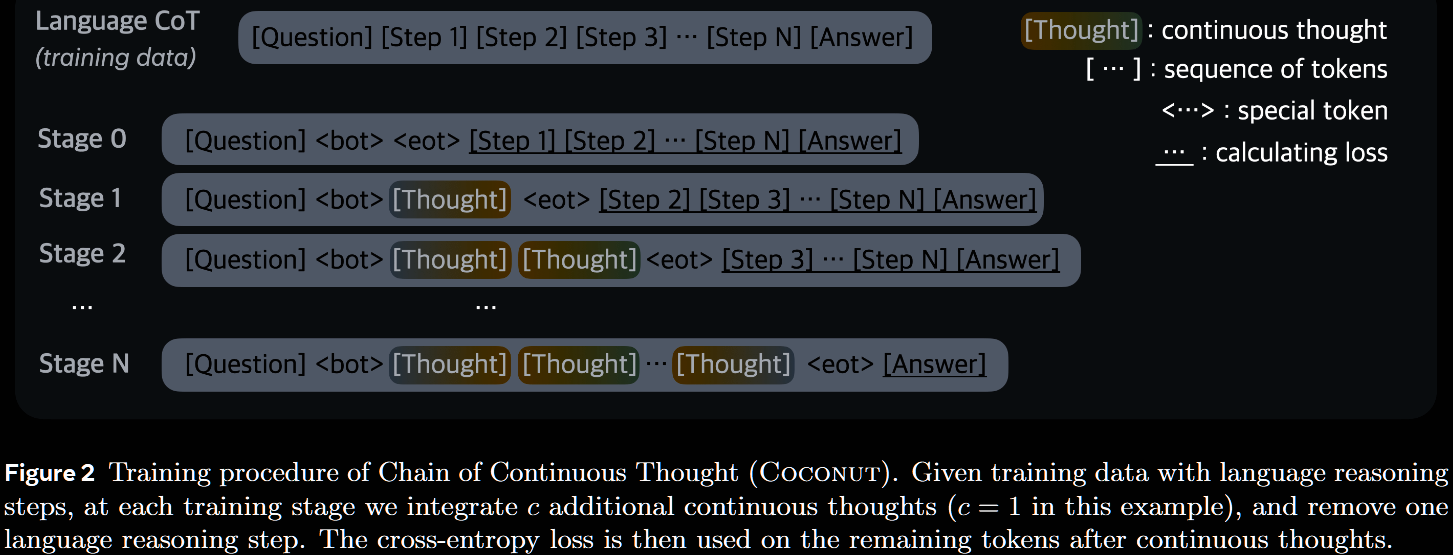 Language CoT
(training data)
[Question] [Step 1] [Step 2] [Step 3] ··· [Step N] [Answer]
[Thought] : continuous thought
[ ··· ] : sequence of tokens
<···> : special token
··· : calculating loss
Stage 0 [Question] <bot> <eot> [Step 1] [Step 2] ··· [Step N] [Answer]
Stage 1 [Question] <bot> [Thought] <eot> [Step 2] [Step 3] ··· [Step N] [Answer]
Stage 2 [Question] <bot> [Thought] [Thought] <eot> [Step 3] ··· [Step N] [Answer]
··· ···
Stage N [Question] <bot> [Thought] [Thought] ··· [Thought] <eot> [Answer]
Figure 2 Training procedure of Chain of Continuous Thought (COCONUT). Given training data with language reasoning
steps, at each training stage we integrate c additional continuous thoughts (c = 1 in this example), and remove one
language reasoning step. The cross-entropy loss is then used on the remaining tokens after continuous thoughts.